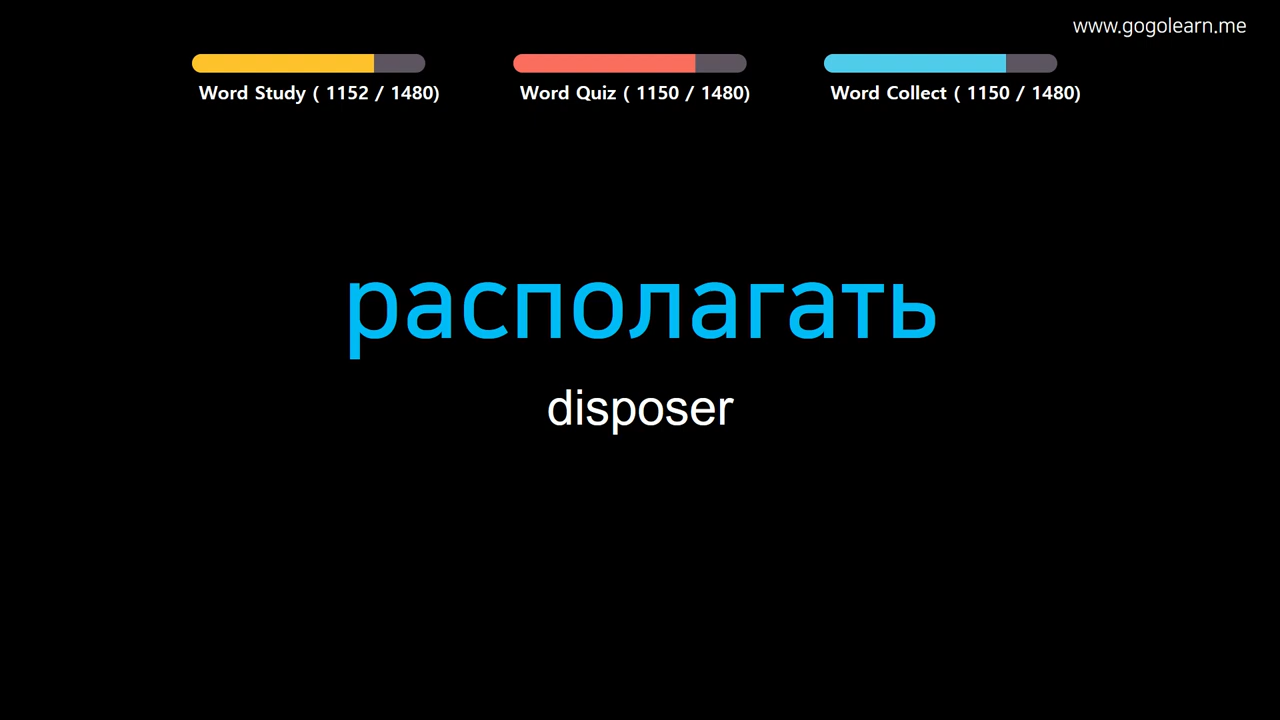 www.gogolearn.me
Word Study ( 1152 / 1480)
Word Quiz ( 1150 / 1480)
Word Collect ( 1150 / 1480)
располагать
disposer